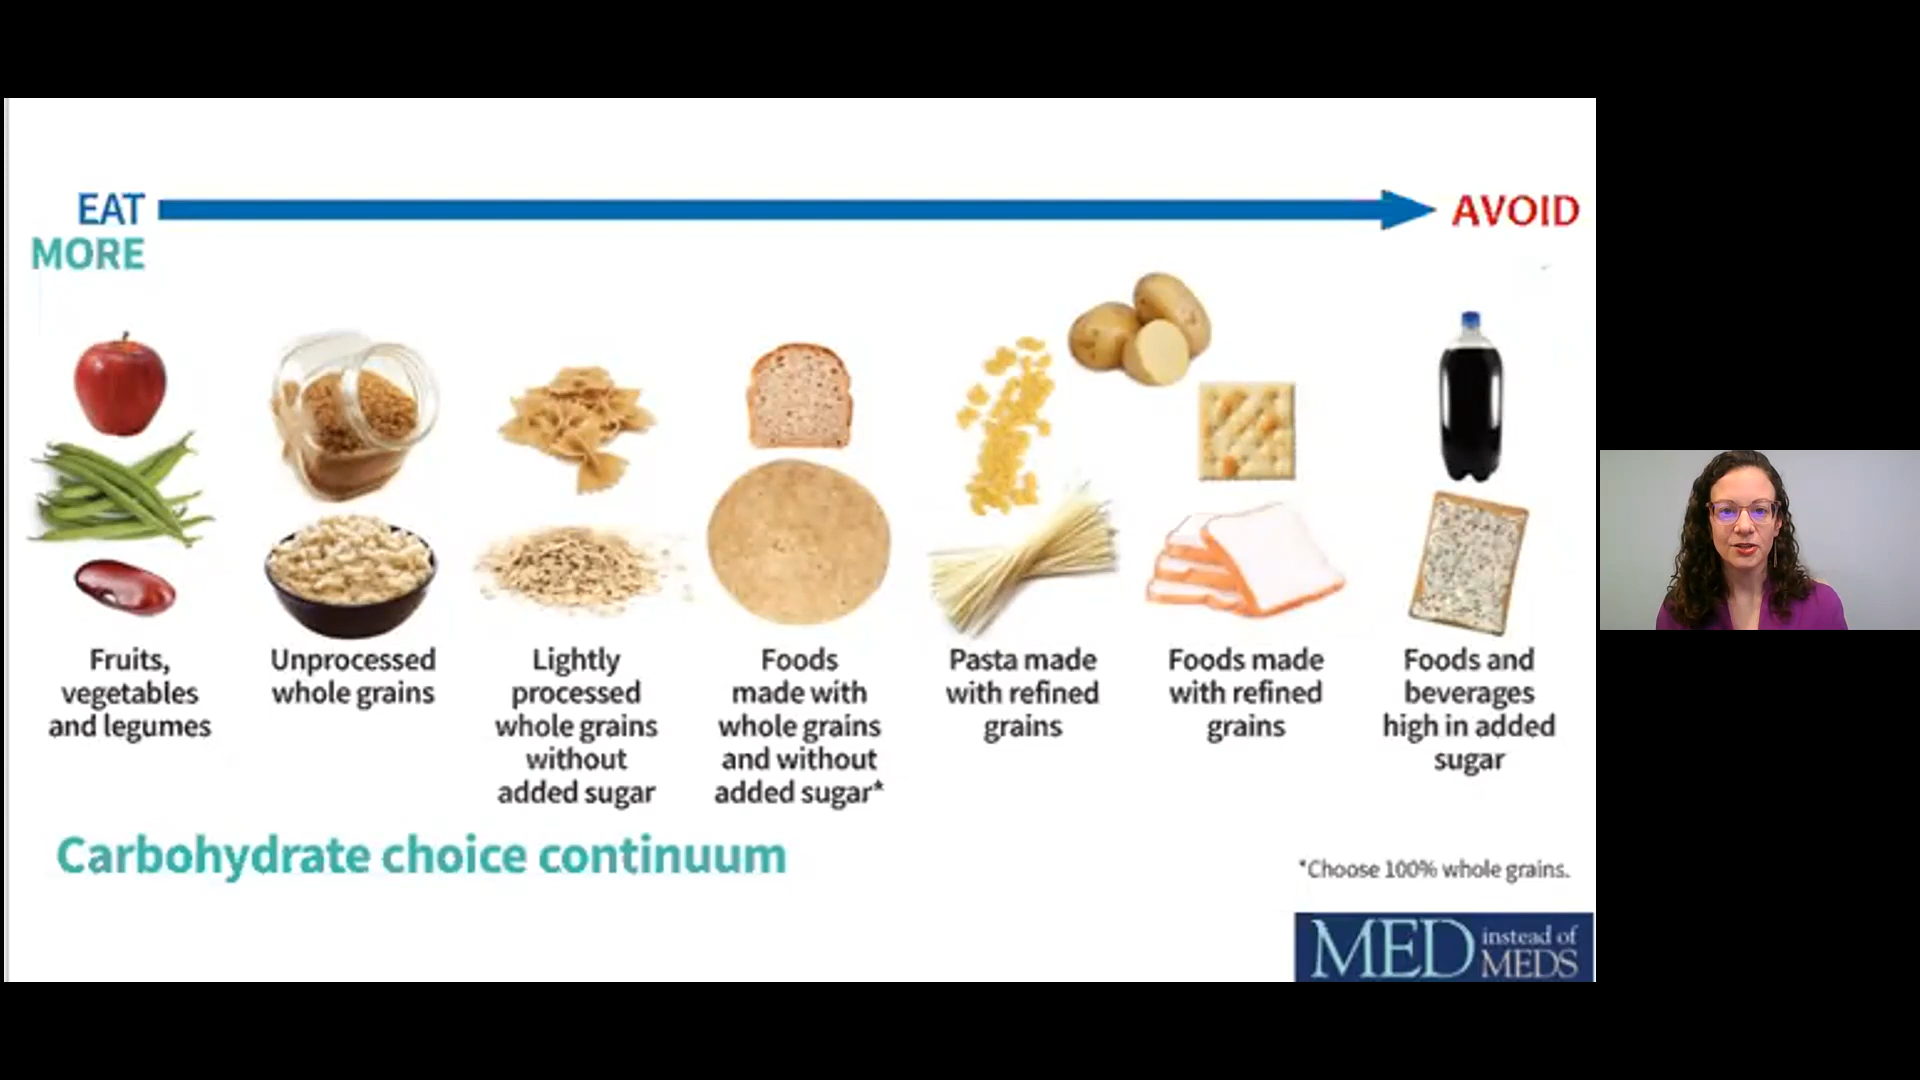 EAT
MORE
AVOID
Fruits,
vegetables
and legumes
Unprocessed
whole grains
Lightly
processed
whole grains
without
added sugar
Foods
made with
whole grains
and without
added sugar*
Pasta made
with refined
grains
Foods made
with refined
grains
Foods and
beverages
high in added
sugar
Carbohydrate choice continuum
*Choose 100% whole grains.
MED instead of
MEDS